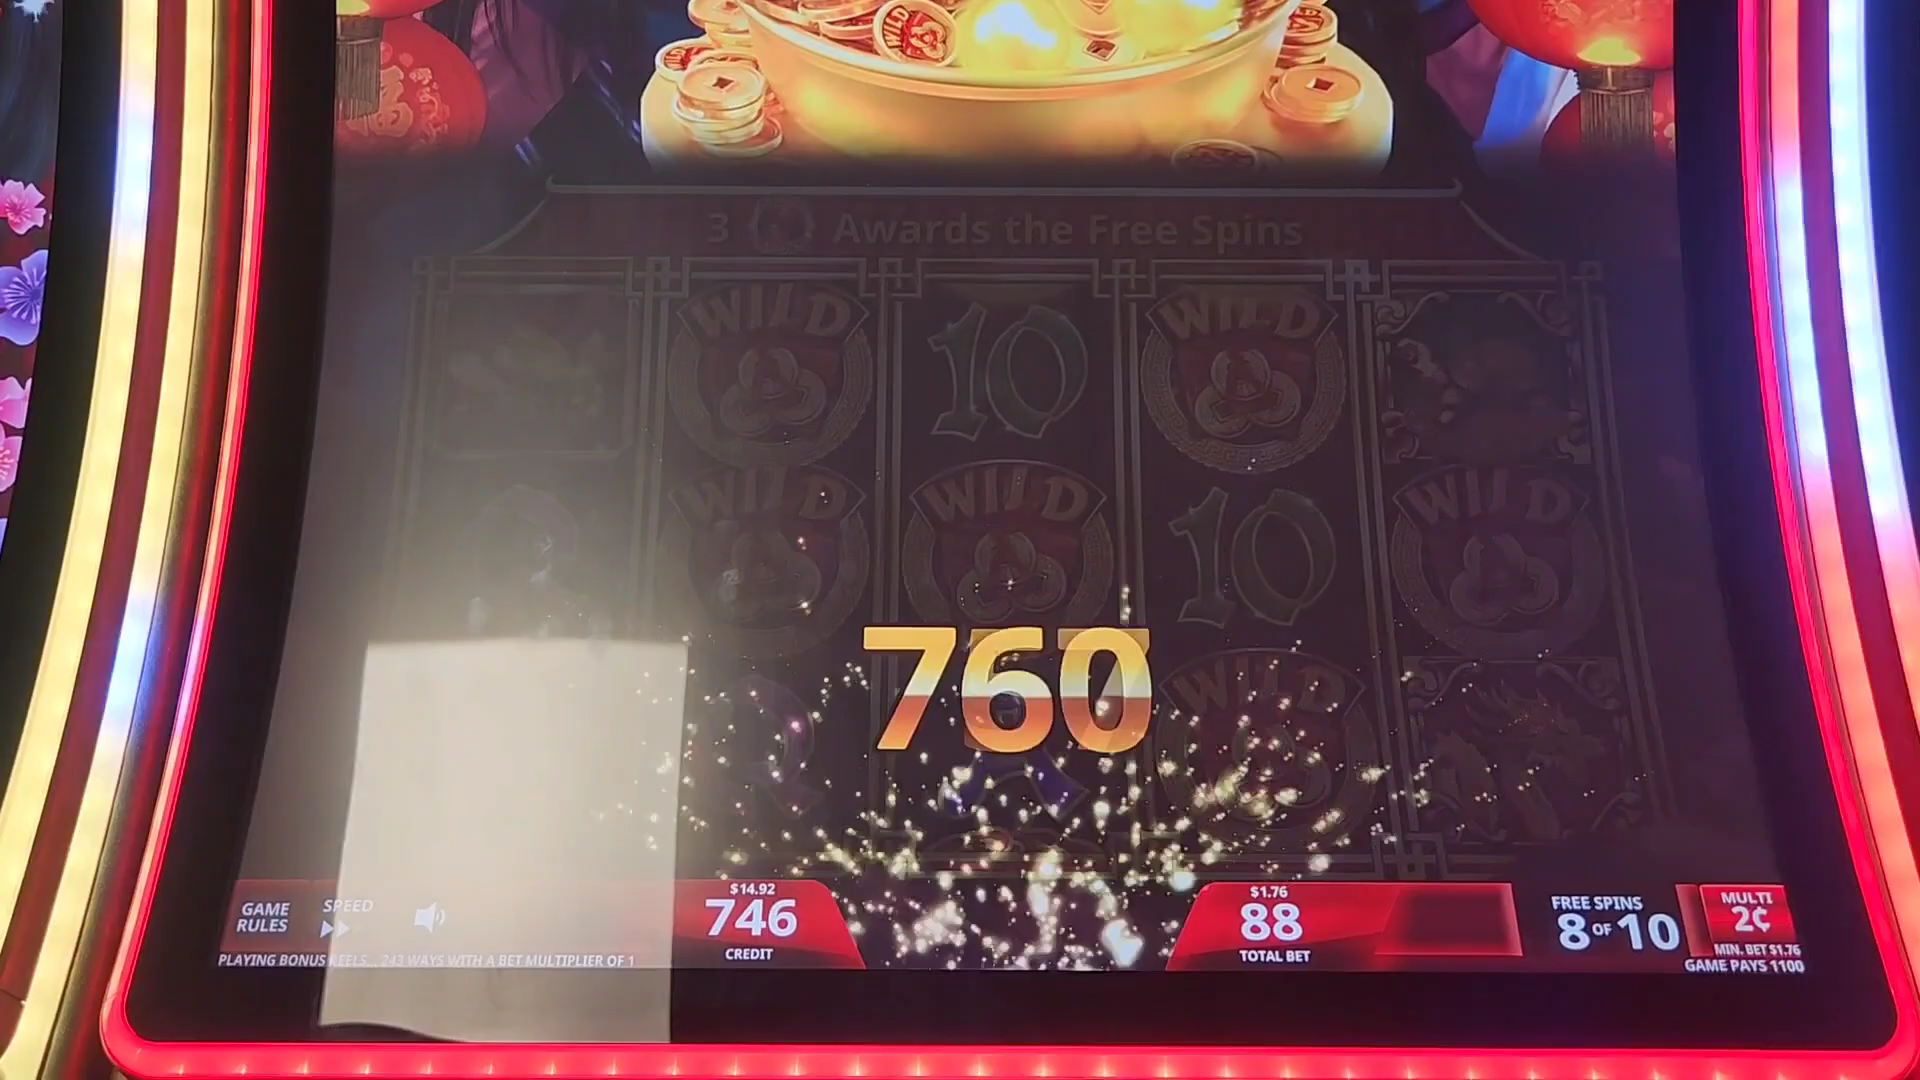 WILD
福
3 Awards the Free Spins
WILD 10 WILD
WILD WILD 10 WILD
760
WILD
GAME RULES
SPEED
$14.92
746
CREDIT
$1.76
88
TOTAL BET
FREE SPINS
8 OF 10
MULTI
2¢
MIN. BET $1.76
GAME PAYS 1100
PLAYING BONUS REELS... 243 WAYS WITH A BET MULTIPLIER OF 1